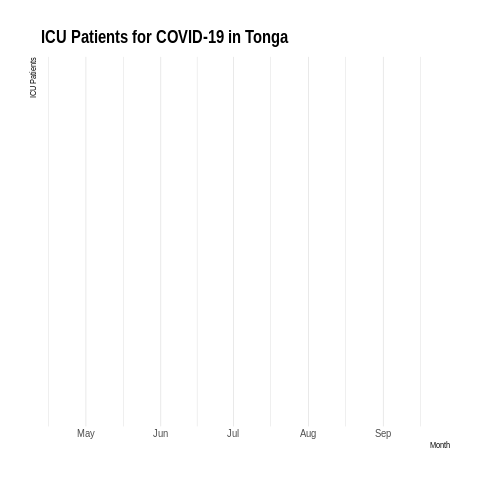 ICU Patients for COVID-19 in Tonga
ICU Patients
May Jun Jul Aug Sep
Month